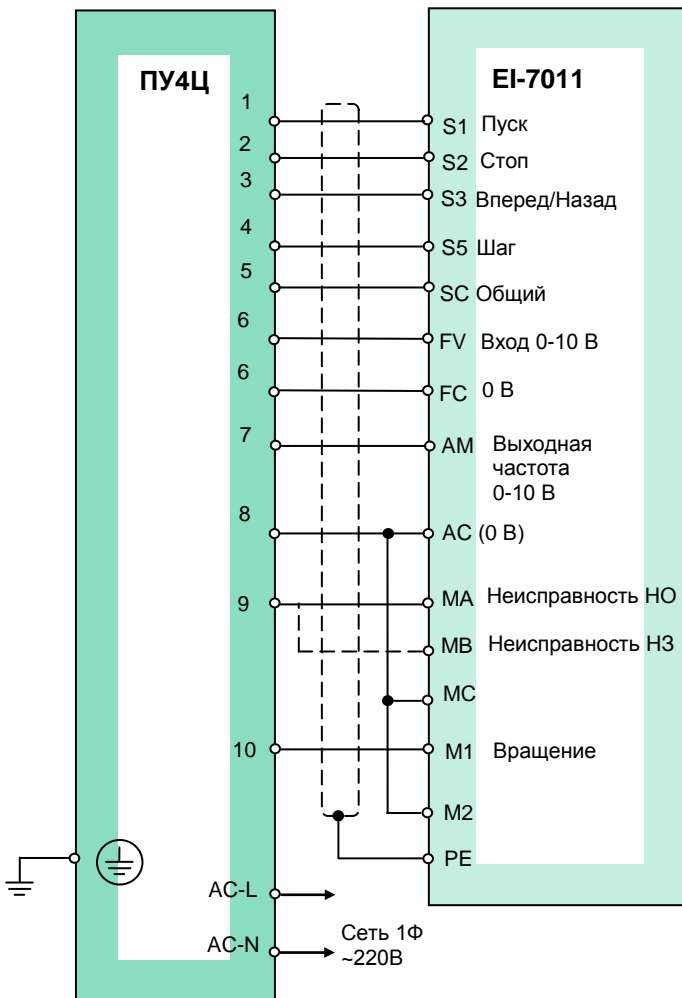 ПУ4Ц
EI-7011
1
S1 Пуск
2
S2 Стоп
3
S3 Вперед/Назад
4
S5 Шаг
5
SC Общий
6
FV Вход 0-10 В
6
FC 0 В
7
AM Выходная
частота
0-10 В
8
AC (0 В)
9
MA Неисправность НО
MB Неисправность НЗ
MC
10
M1 Вращение
M2
PE
AC-L
AC-N
Сеть 1Ф
~220В